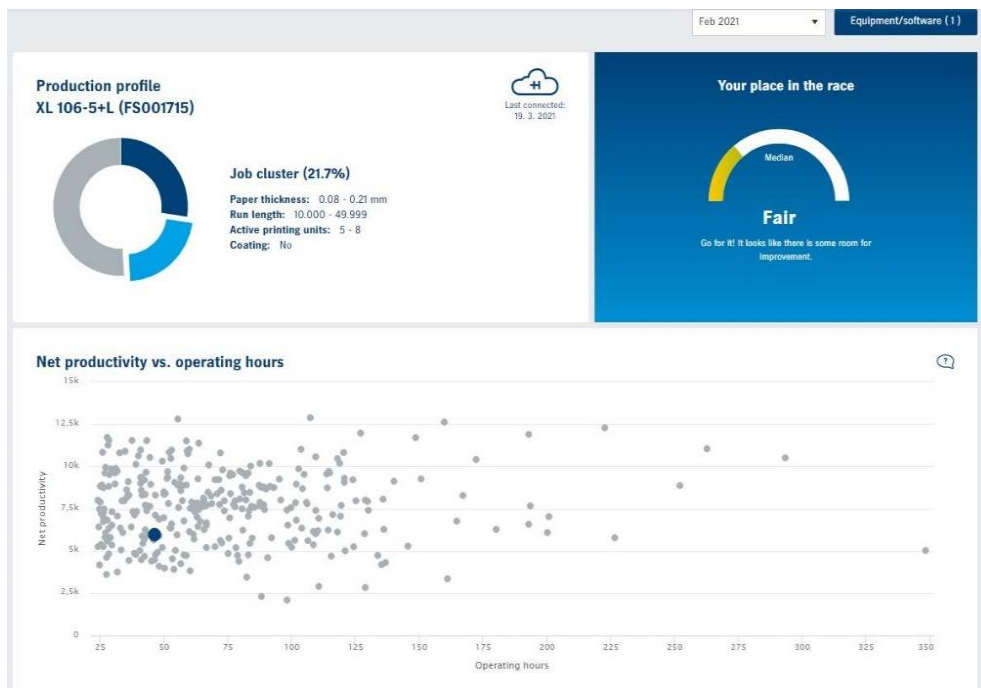 Feb 2021
Equipment/software (1)
Production profile
XL 106-5+L (FS001715)
H
Last connected:
19. 3. 2021
Job cluster (21.7%)
Paper thickness: 0.08 - 0.21 mm
Run length: 10.000 - 49.999
Active printing units: 5 - 8
Coating: No
Your place in the race
Median
Fair
Go for it! It looks like there is some room for
improvement.
Net productivity vs. operating hours
?
15k
12.5k
10k
7.5k
5k
2.5k
0
Net productivity
25 50 75 100 125 150 175 200 225 250 275 300 325 350
Operating hours